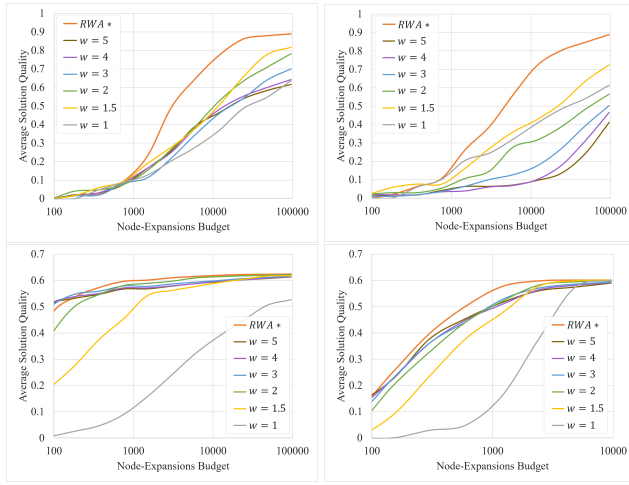 Average Solution Quality
1
0.9
0.8
0.7
0.6
0.5
0.4
0.3
0.2
0.1
0
RWA *
w = 5
w = 4
w = 3
w = 2
w = 1.5
w = 1
100
1000
10000
100000
Node-Expansions Budget
Average Solution Quality
1
0.9
0.8
0.7
0.6
0.5
0.4
0.3
0.2
0.1
0
RWA *
w = 5
w = 4
w = 3
w = 2
w = 1.5
w = 1
100
1000
10000
100000
Node-Expansions Budget
Average Solution Quality
0.7
0.6
0.5
0.4
0.3
0.2
0.1
0
RWA *
w = 5
w = 4
w = 3
w = 2
w = 1.5
w = 1
100
1000
10000
100000
Node-Expansions Budget
Average Solution Quality
0.7
0.6
0.5
0.4
0.3
0.2
0.1
0
RWA *
w = 5
w = 4
w = 3
w = 2
w = 1.5
w = 1
100
1000
10000
Node-Expansions Budget